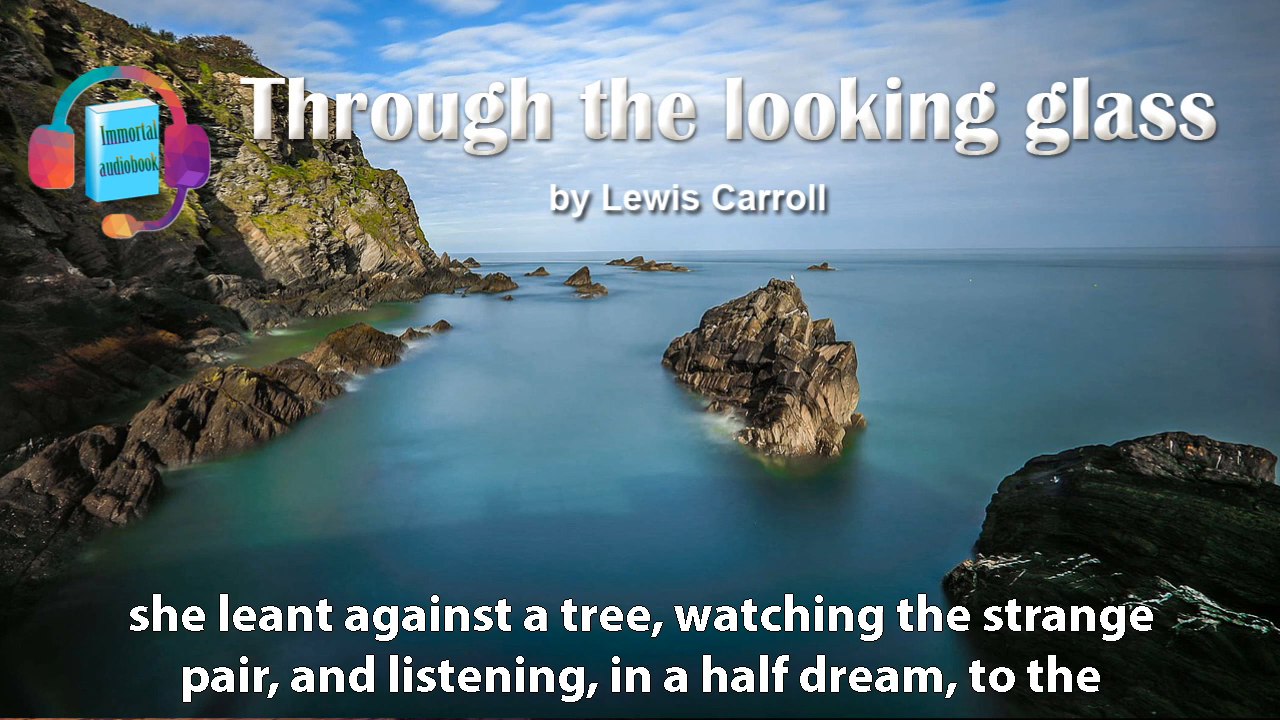 Through the looking glass
by Lewis Carroll
Immortal
audiobook
she leant against a tree, watching the strange
pair, and listening, in a half dream, to the